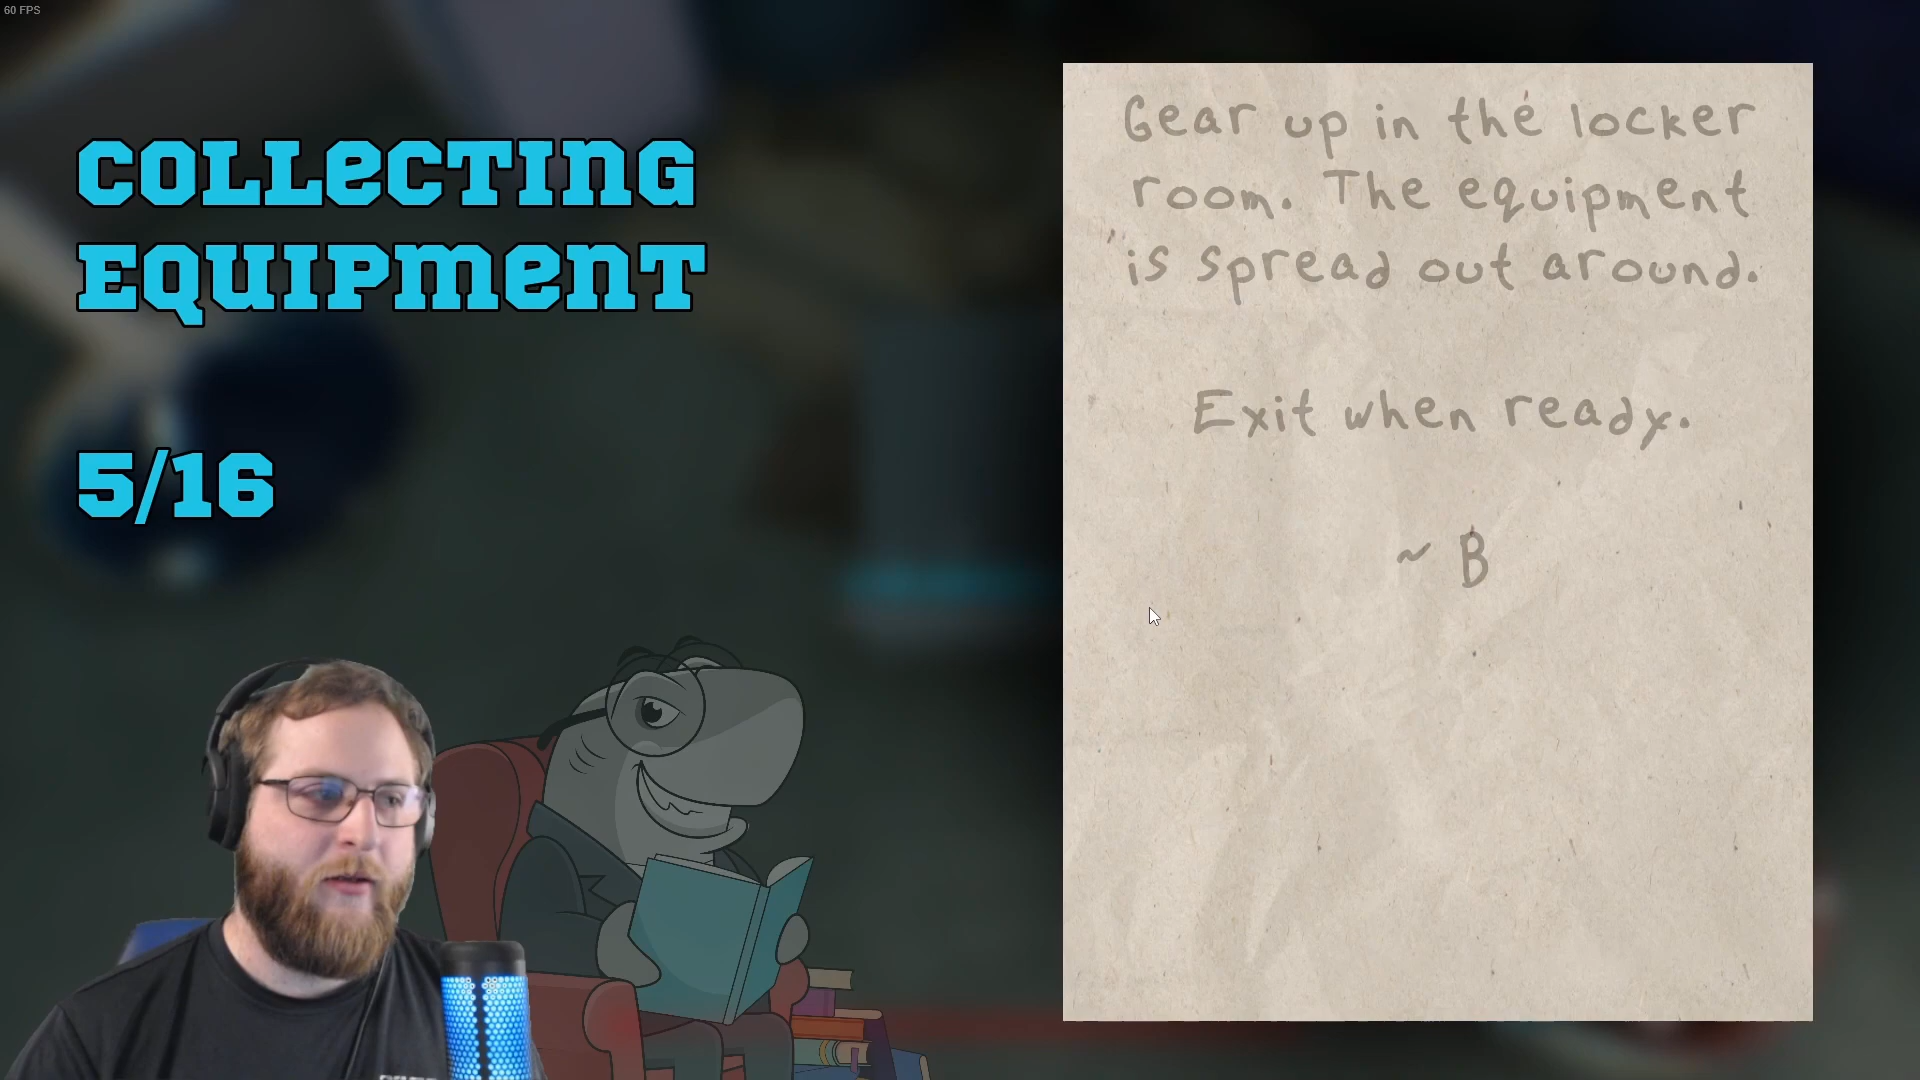 60 FPS
COLLECTING
EQUIPMENT
5/16
Gear up in the locker
room. The equipment
is spread out around.
Exit when ready.
~ B